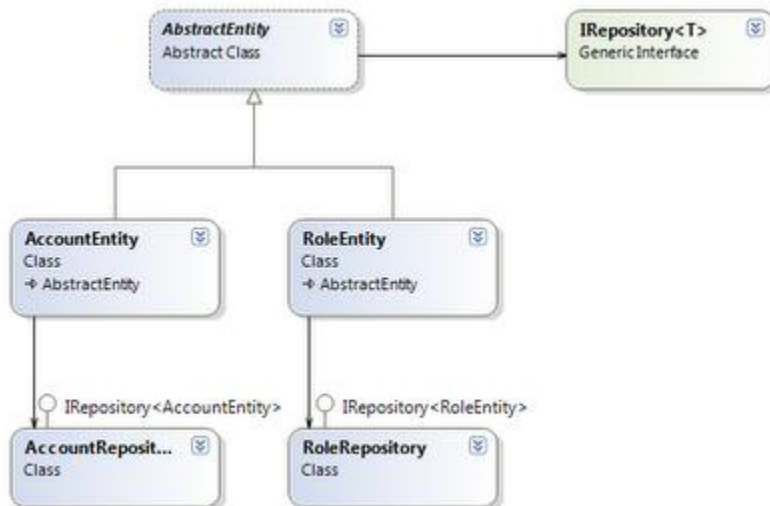 AbstractEntity
Abstract Class
IRepository<T>
Generic Interface
AccountEntity
Class
AbstractEntity
RoleEntity
Class
AbstractEntity
IRepository<AccountEntity>
IRepository<RoleEntity>
AccountReposit...
Class
RoleRepository
Class